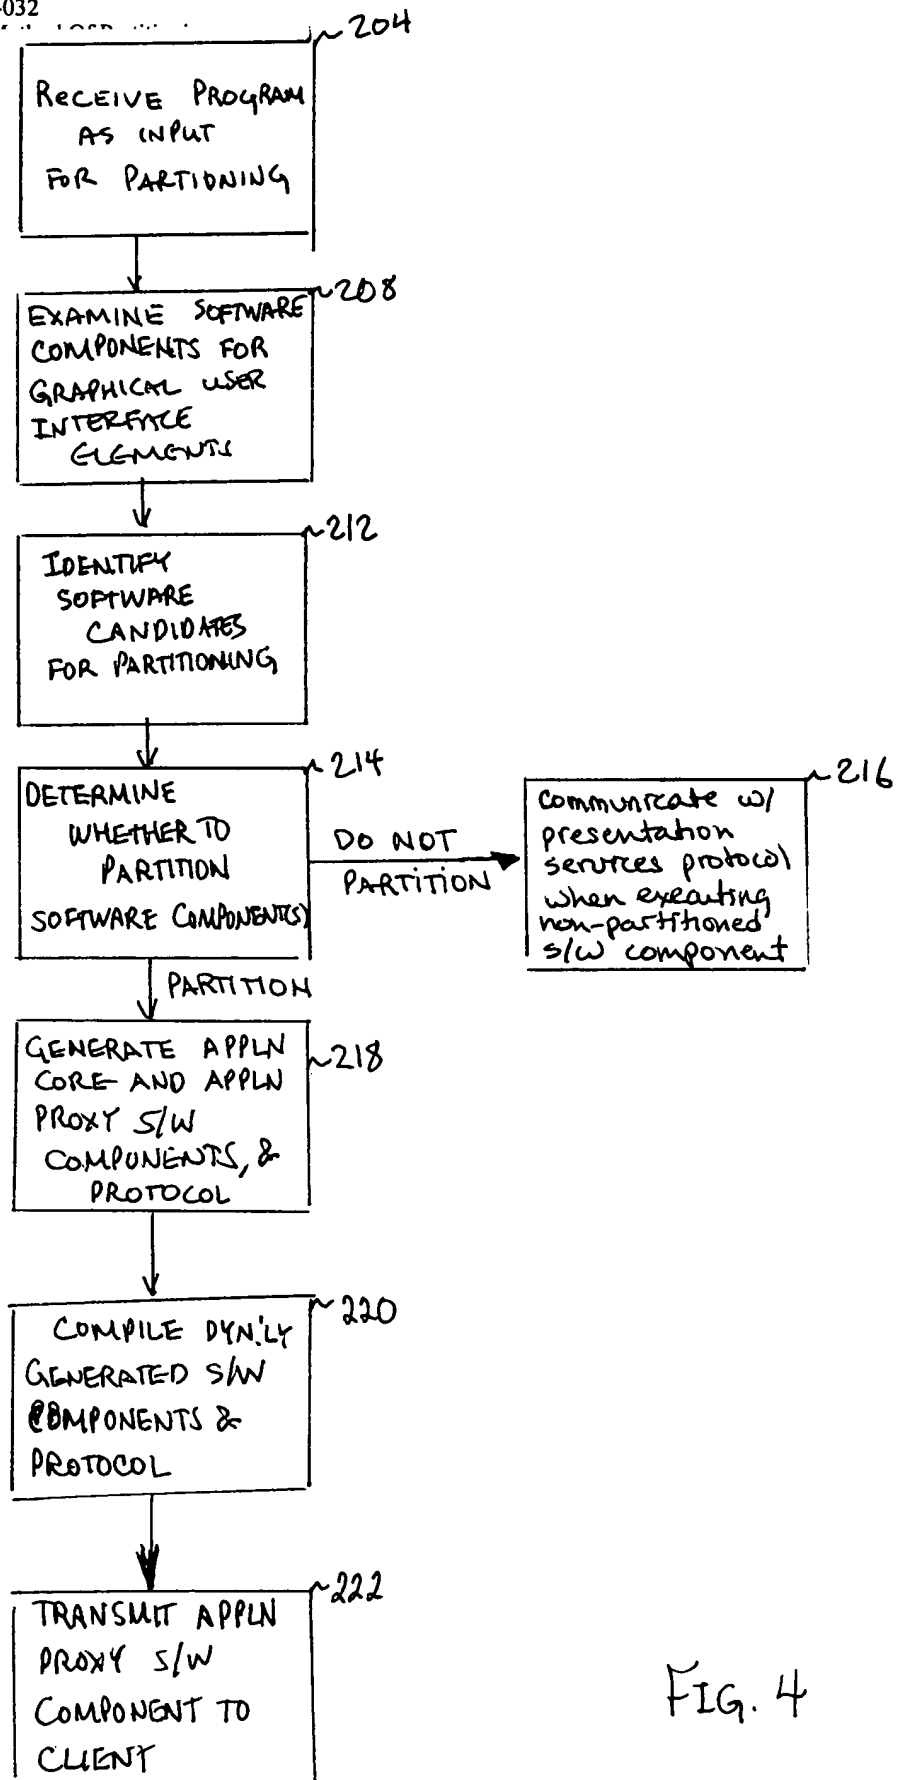 -032
204
RECEIVE PROGRAM
AS INPUT
FOR PARTIONING
208
EXAMINE SOFTWARE
COMPONENTS FOR
GRAPHICAL USER
INTERFACE
ELEMENTS
212
IDENTIFY
SOFTWARE
CANDIDATES
FOR PARTITIONING
214
DETERMINE
WHETHER TO
PARTITION
SOFTWARE COMPONENT(S)
DO NOT
PARTITION
216
communicate w/
presentation
services protocol
when executing
non-partitioned
s/w component
PARTITION
GENERATE APPLN
CORE AND APPLN
PROXY S/W
COMPONENTS, &
PROTOCOL
218
220
COMPILE DYN'LY
GENERATED S/W
COMPONENTS &
PROTOCOL
222
TRANSMIT APPLN
PROXY S/W
COMPONENT TO
CLIENT
FIG. 4